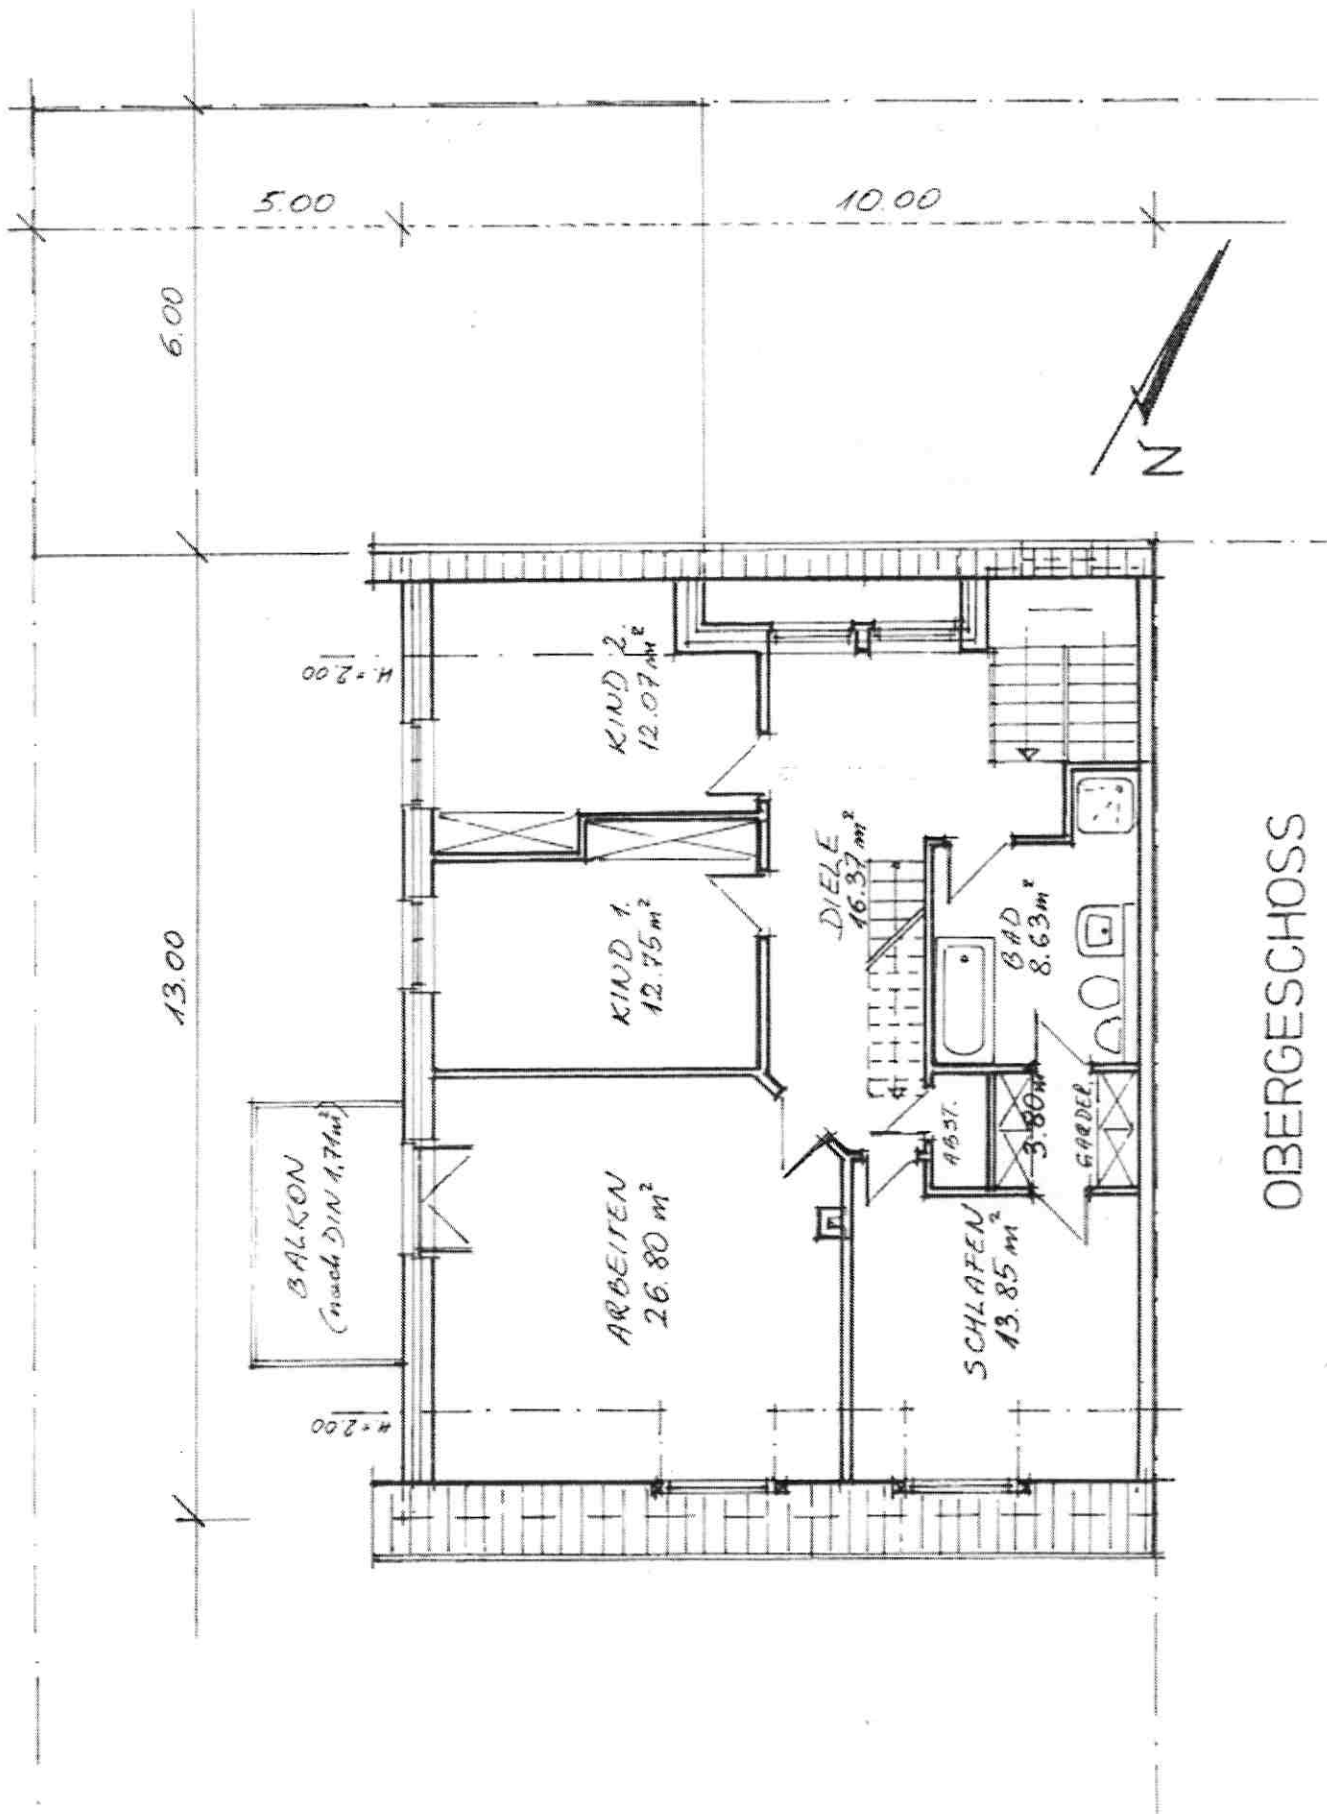 5.00
10.00
6.00
13.00
N
H = 2.00
KIND 2.
12.07 m²
KIND 1.
12.75 m²
DIELE
16.37 m²
BAD
8.63 m²
ABST.
3.80 m²
GARDER.
BALKON
(nach DIN 1,71m²)
ARBEITEN
26.80 m²
SCHLAFEN
13.85 m²
H = 2.00
OBERGESCHOSS